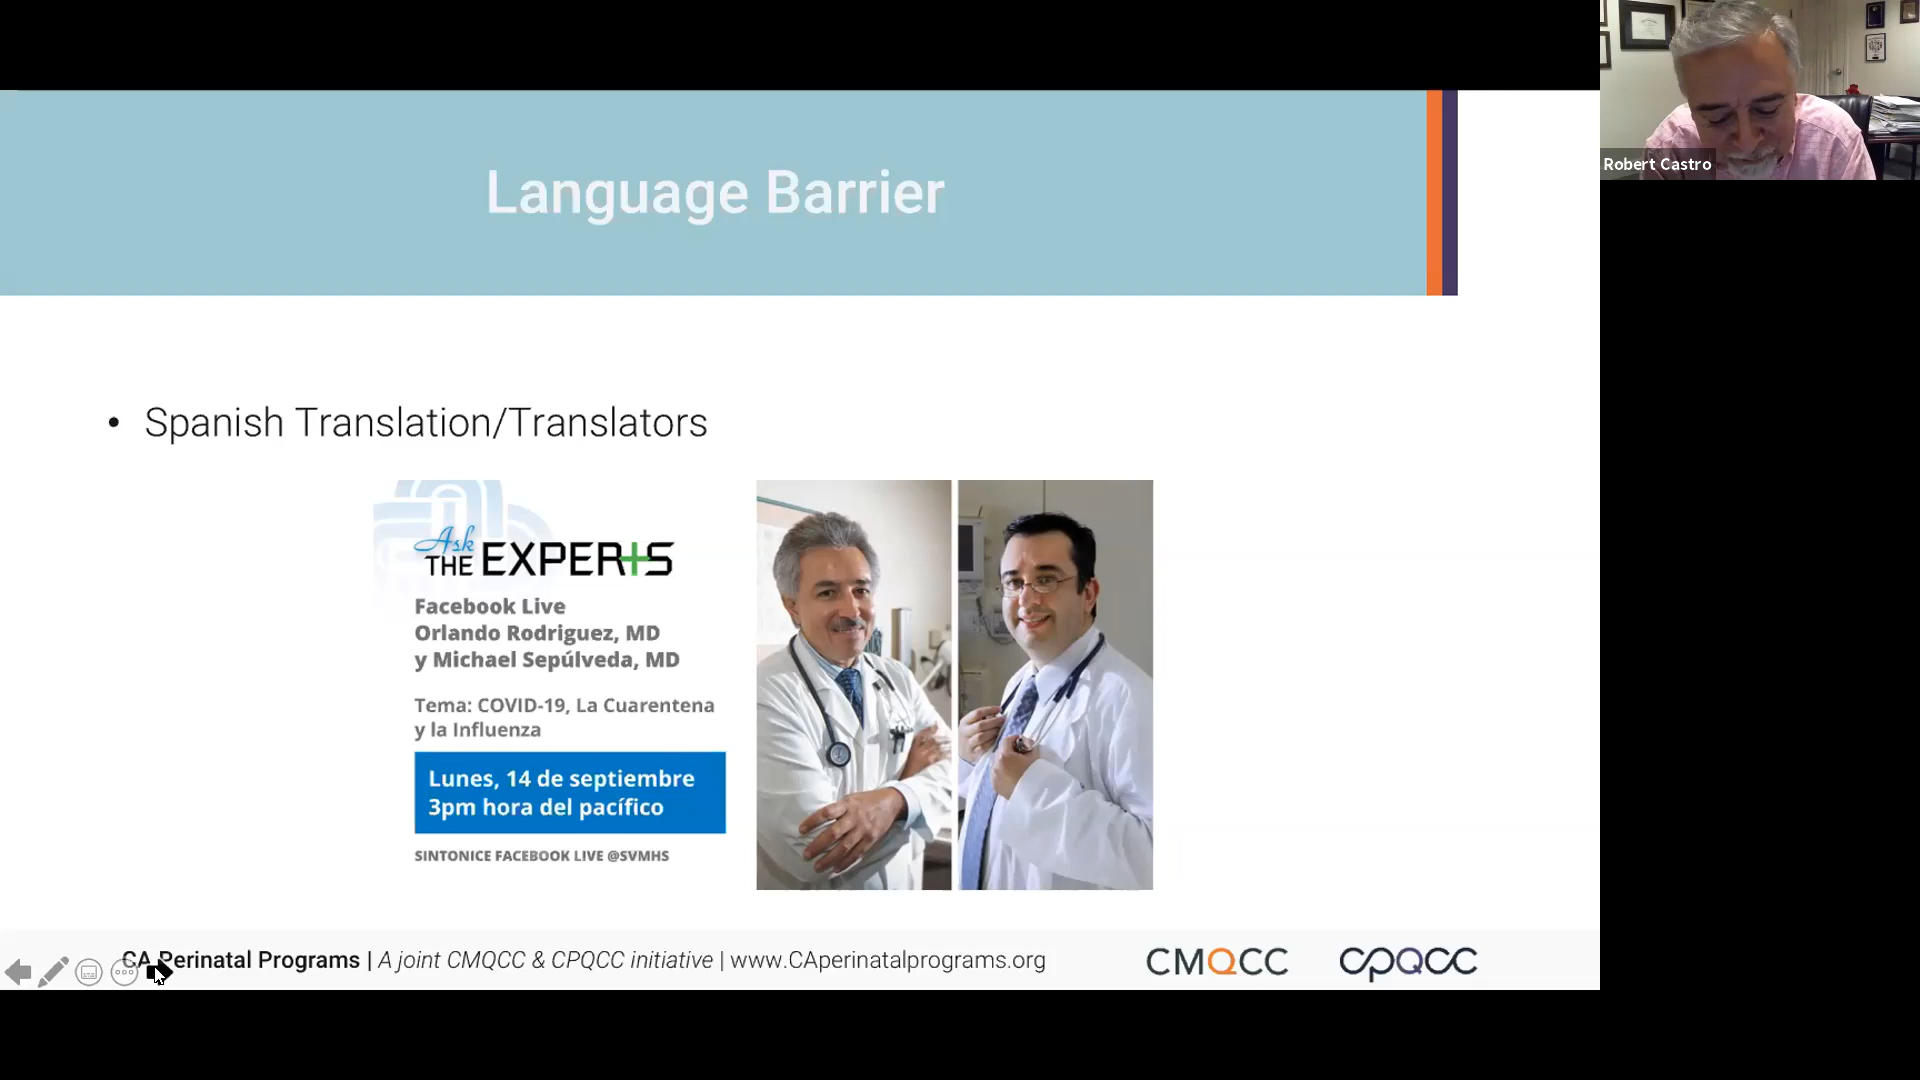 Language Barrier
Robert Castro
• Spanish Translation/Translators
Ask
THE EXPERTS
Facebook Live
Orlando Rodriguez, MD
y Michael Sepúlveda, MD
Tema: COVID-19, La Cuarentena
y la Influenza
Lunes, 14 de septiembre
3pm hora del pacífico
SINTONICE FACEBOOK LIVE @SVMHS
CA Perinatal Programs | A joint CMQCC & CPQCC initiative | www.CAperinatalprograms.org
CMQCC
CPQCC